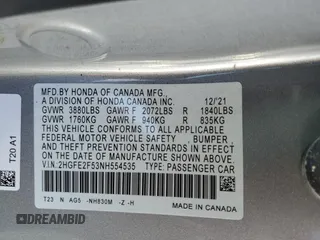 MFD.BY HONDA OF CANADA MFG.,
A DIVISION OF HONDA CANADA INC. 12/'21
GVWR 3880LBS GAWR F 2072LBS R 1840LBS
GVWR 1760KG GAWR F 940KG R 835KG
THIS VEHICLE CONFORMS TO ALL APPLICABLE
FEDERAL MOTOR VEHICLE SAFETY, BUMPER,
AND THEFT PREVENTION STANDARDS IN EFFECT
ON THE DATE OF MANUFACTURE SHOWN ABOVE.
V.I.N. 2HGFE2F53NH554535 TYPE: PASSENGER CAR
T23 N AG5 -NH830M -Z -H
MADE IN CANADA
T20 A1
DREAMBID